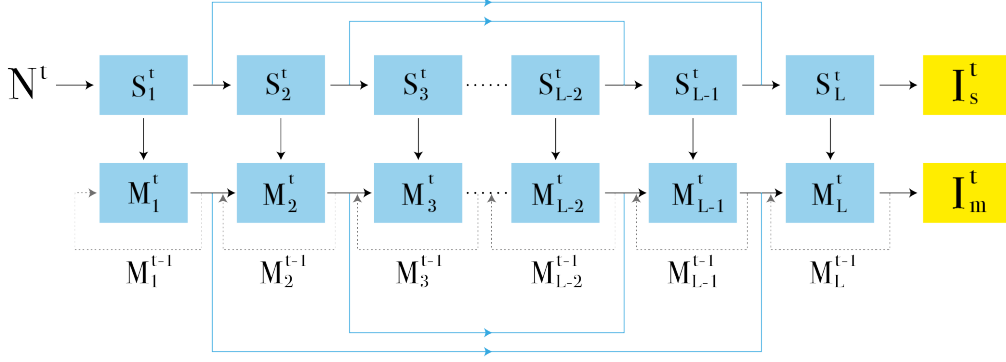 N^t S_1^t S_2^t S_3^t ...... S_{L-2}^t S_{L-1}^t S_L^t I_s^t
M_1^t M_2^t M_3^t ...... M_{L-2}^t M_{L-1}^t M_L^t I_m^t
M_1^{t-1} M_2^{t-1} M_3^{t-1} M_{L-2}^{t-1} M_{L-1}^{t-1} M_L^{t-1}